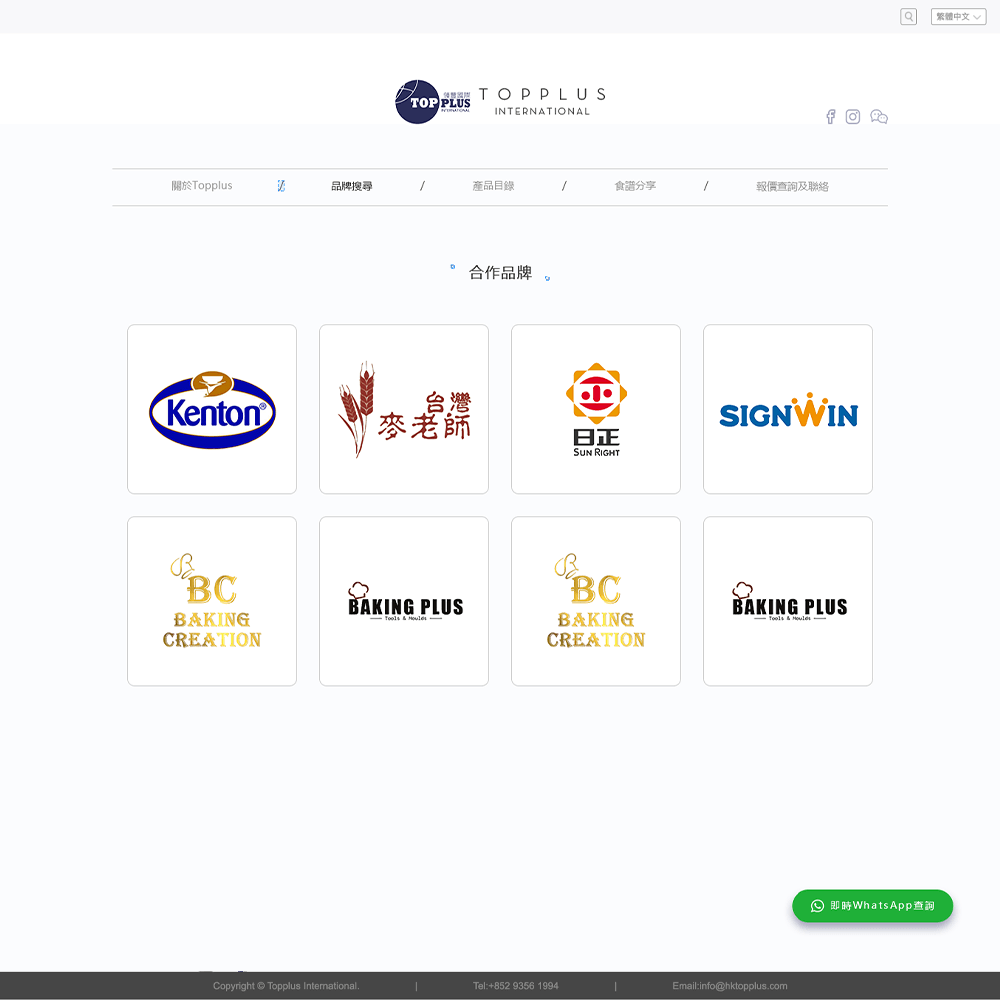 繁體中文
TOP PLUS 國際
INTERNATIONAL
TOPPLUS
INTERNATIONAL
關於Topplus / 品牌搜尋 / 產品目錄 / 食譜分享 / 報價查詢及聯絡
合作品牌
Kenton®
台灣
麥老師
日正
SUN RIGHT
SIGNWIN
BC
BAKING
CREATION
BAKING PLUS
Tools & Moulds
BC
BAKING
CREATION
BAKING PLUS
Tools & Moulds
即時WhatsApp查詢
Copyright © Topplus International. | Tel:+852 9356 1994 | Email:info@hktopplus.com